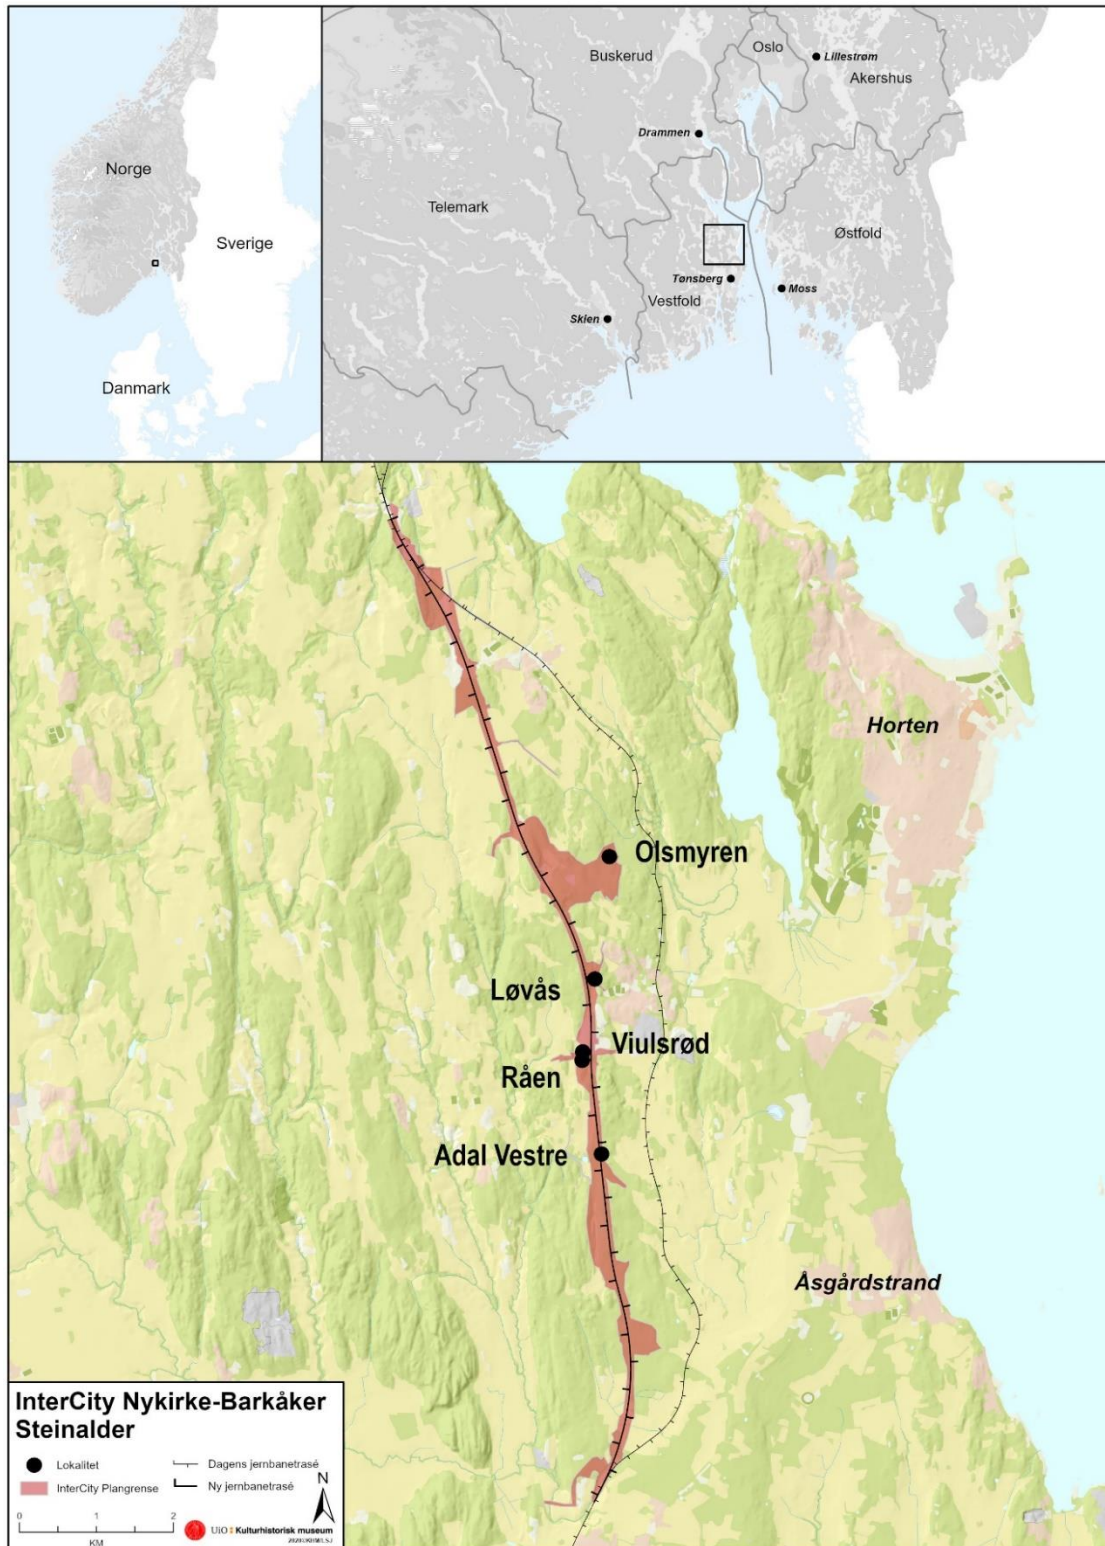 Norge
Sverige
Danmark
Buskerud
Oslo
Lillestrøm
Akershus
Drammen
Telemark
Østfold
Tønsberg
Moss
Vestfold
Skien
Horten
Olsmyren
Løvås
Viulsrød
Råen
Adal Vestre
Åsgårdstrand
InterCity Nykirke-Barkåker
Steinalder
Lokalitet
Dagens jernbanetrasé
InterCity Plangrense
Ny jernbanetrasé
N
0 1 2
KM
UiO Kulturhistorisk museum